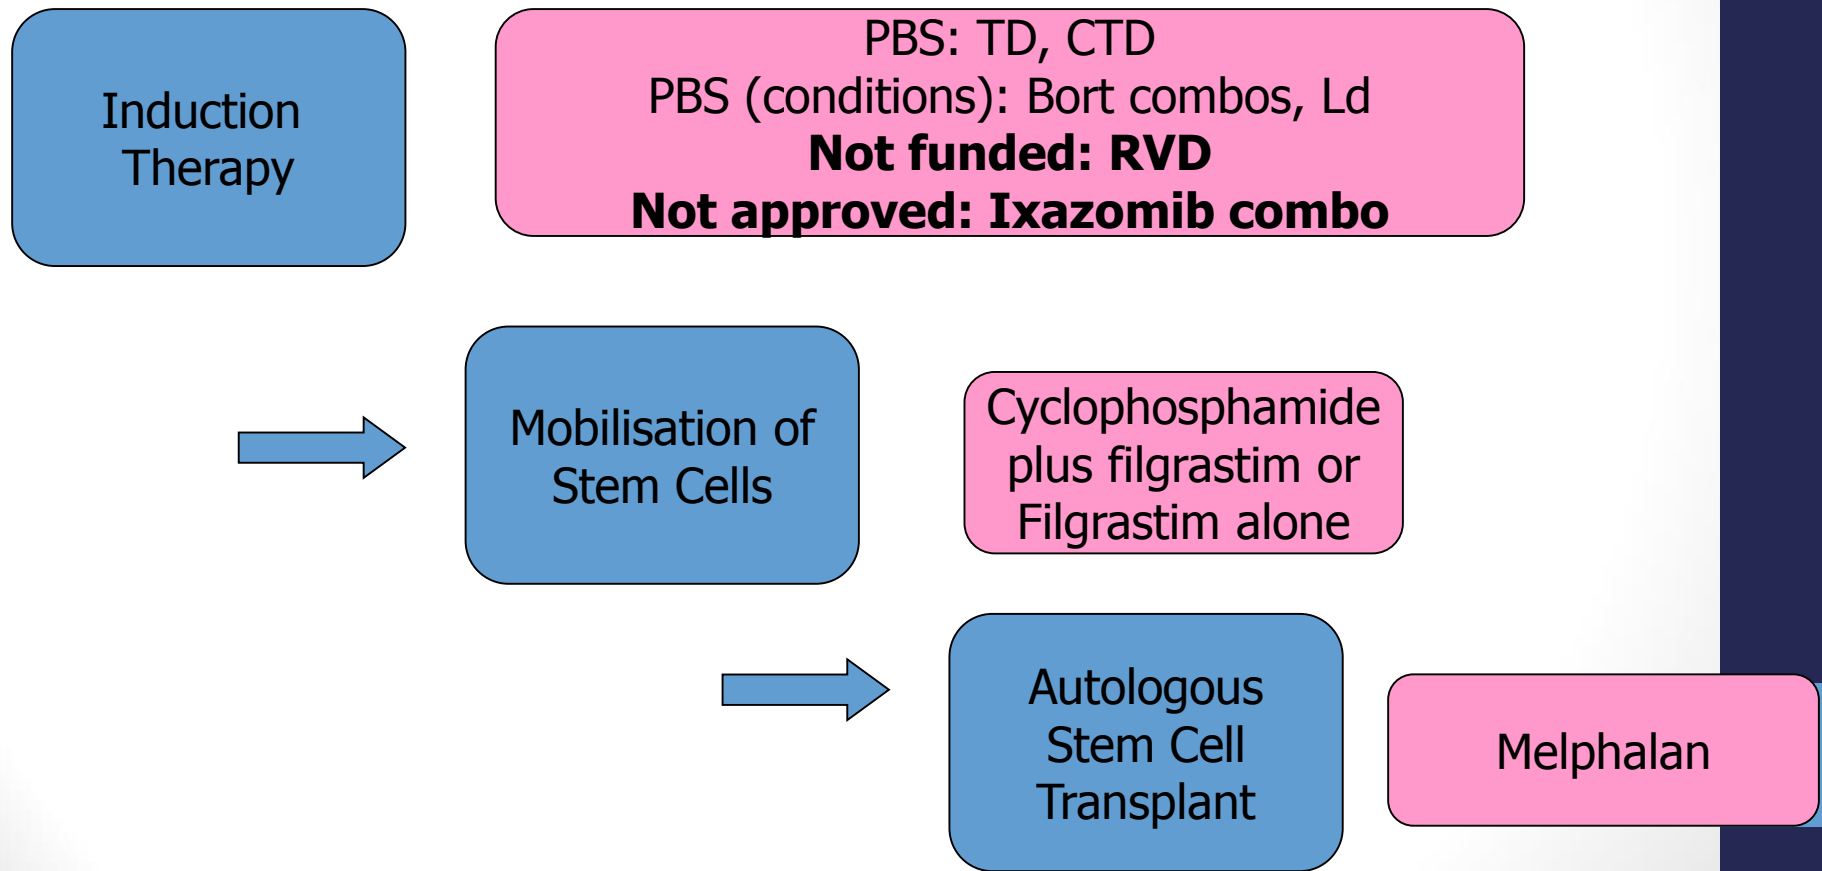 Induction
Therapy
PBS: TD, CTD
PBS (conditions): Bort combos, Ld
Not funded: RVD
Not approved: Ixazomib combo
Mobilisation of
Stem Cells
Cyclophosphamide
plus filgrastim or
Filgrastim alone
Autologous
Stem Cell
Transplant
Melphalan